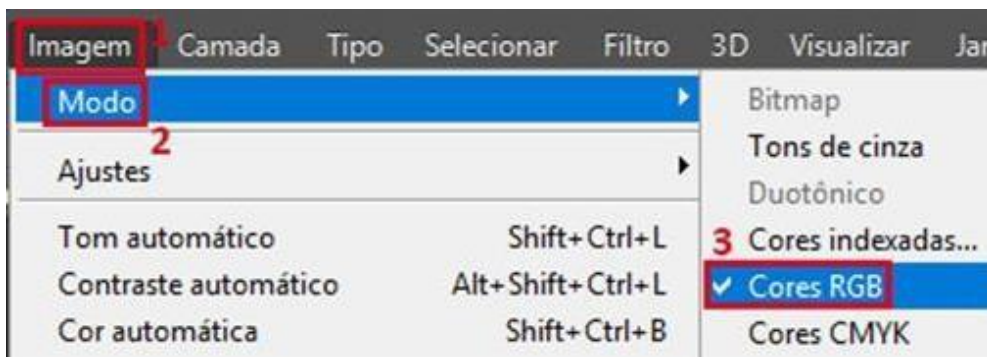 Imagem 1 Camada Tipo Selecionar Filtro 3D Visualizar Jar
Modo
2
Ajustes
Tom automático Shift+Ctrl+L
Contraste automático Alt+Shift+Ctrl+L
Cor automática Shift+Ctrl+B
Bitmap
Tons de cinza
Duotônico
3 Cores indexadas...
Cores RGB
Cores CMYK